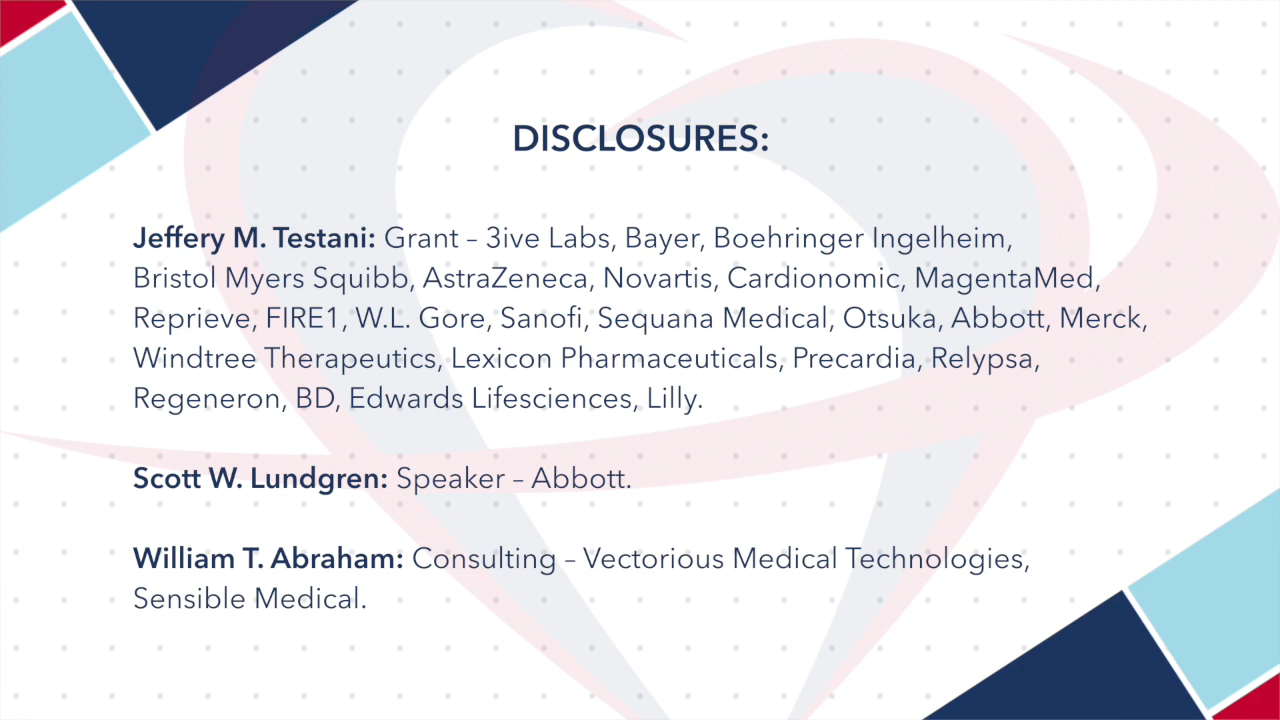 DISCLOSURES:
Jeffery M. Testani: Grant – 3ive Labs, Bayer, Boehringer Ingelheim,
Bristol Myers Squibb, AstraZeneca, Novartis, Cardionomic, MagentaMed,
Reprieve, FIRE1, W.L. Gore, Sanofi, Sequana Medical, Otsuka, Abbott, Merck,
Windtree Therapeutics, Lexicon Pharmaceuticals, Precardia, Relypsa,
Regeneron, BD, Edwards Lifesciences, Lilly.
Scott W. Lundgren: Speaker – Abbott.
William T. Abraham: Consulting – Vectorious Medical Technologies,
Sensible Medical.